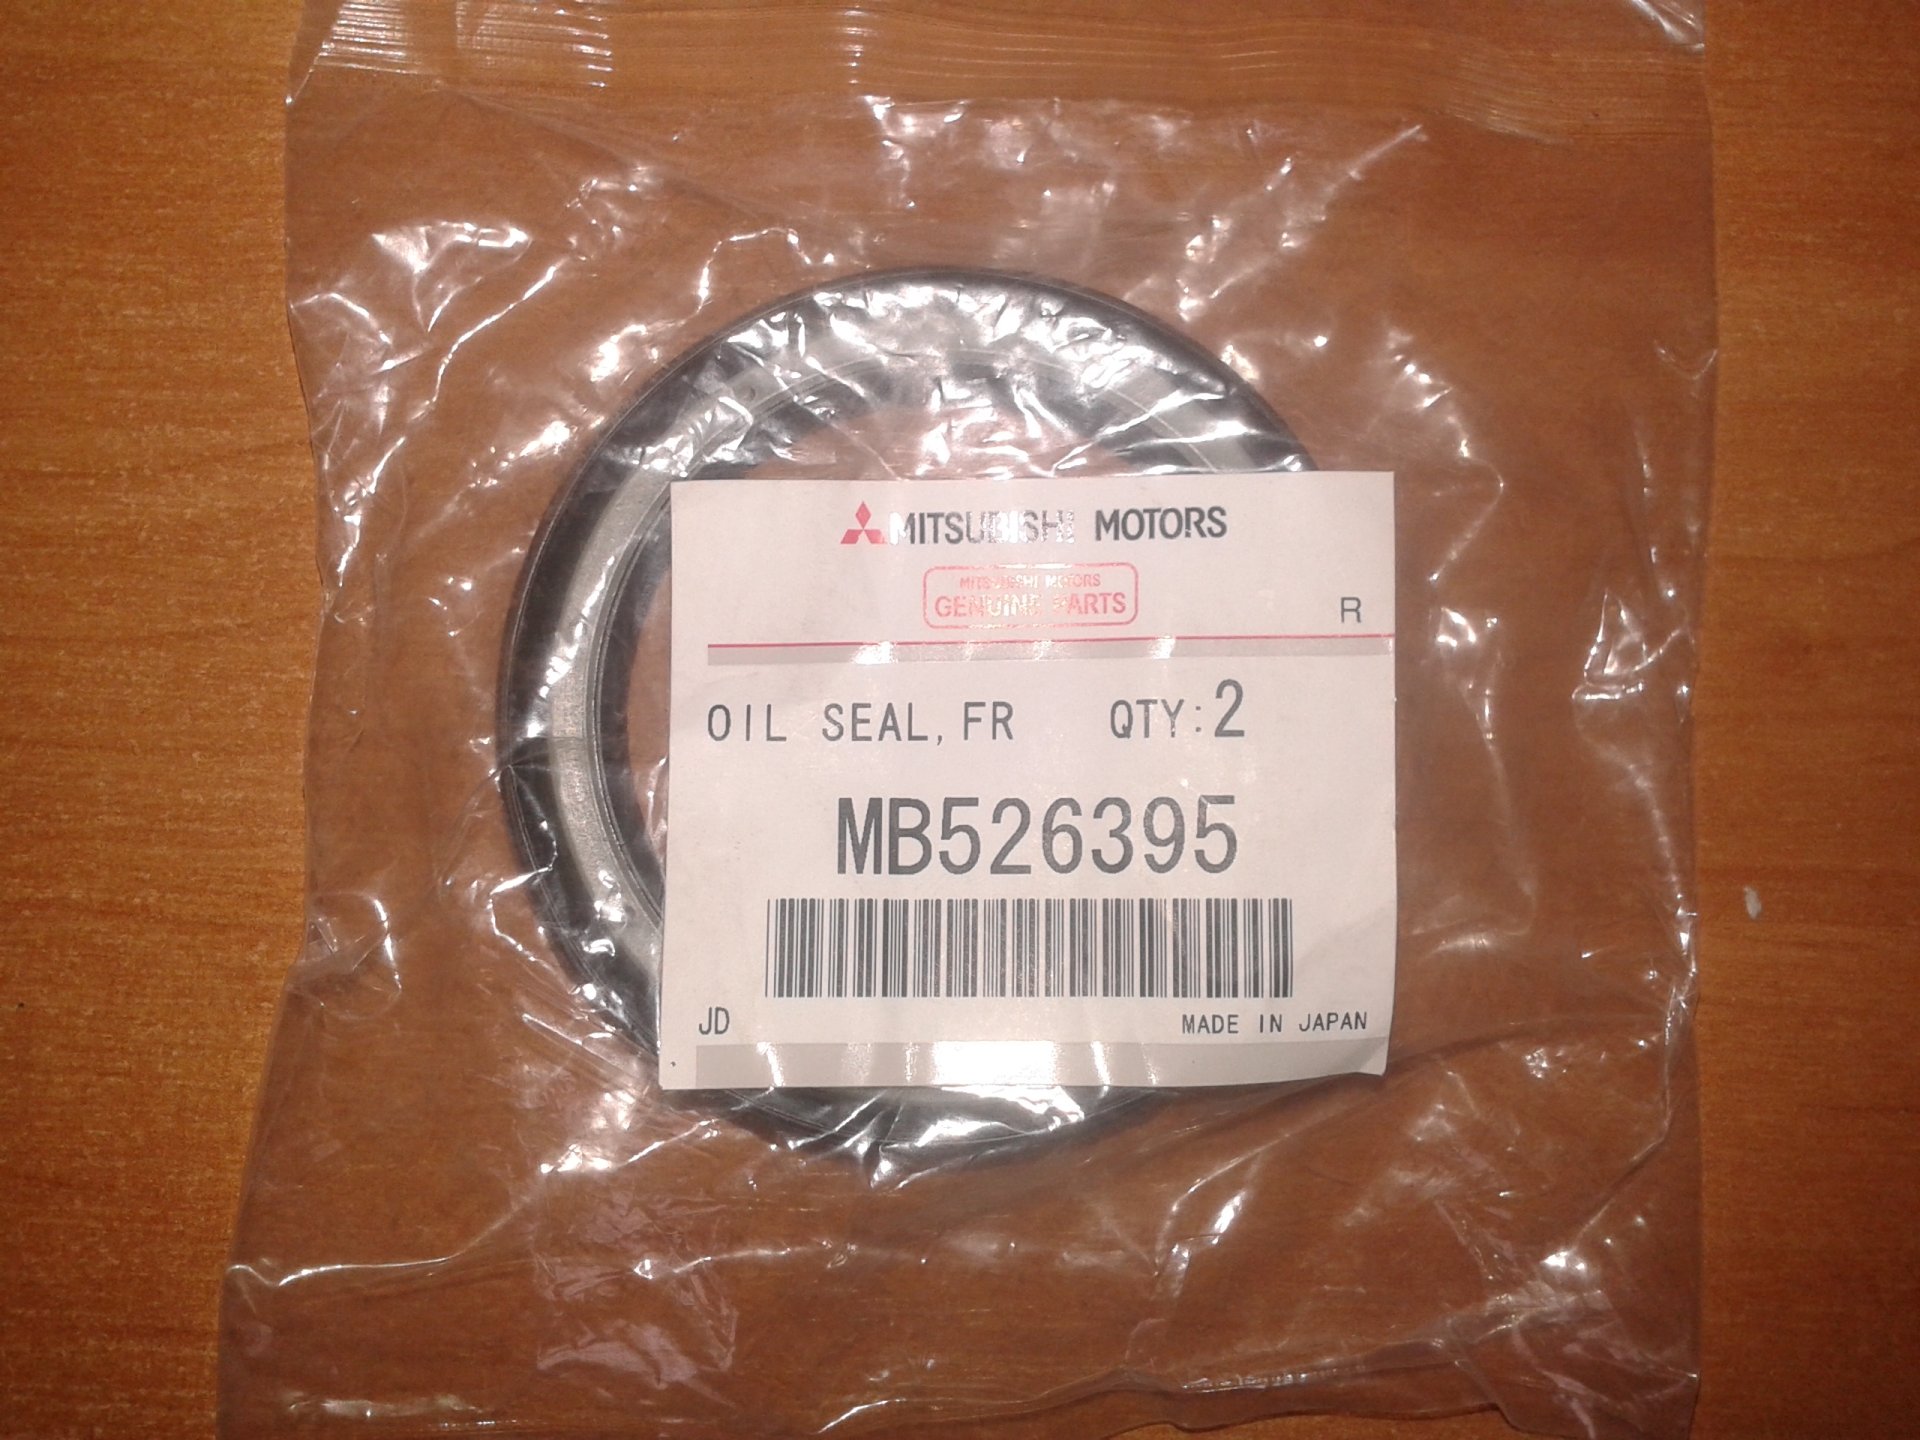 MITSUBISHI MOTORS
MITSUBISHI MOTORS
GENUINE PARTS
R
OIL SEAL, FR QTY:2
MB526395
JD MADE IN JAPAN